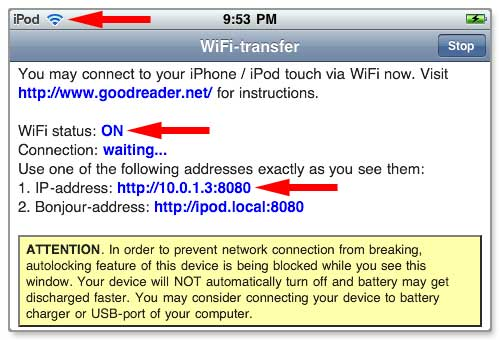 iPod 9:53 PM
WiFi-transfer Stop
You may connect to your iPhone / iPod touch via WiFi now. Visit
http://www.goodreader.net/ for instructions.
WiFi status: ON
Connection: waiting...
Use one of the following addresses exactly as you see them:
1. IP-address: http://10.0.1.3:8080
2. Bonjour-address: http://ipod.local:8080
ATTENTION. In order to prevent network connection from breaking,
autolocking feature of this device is being blocked while you see this
window. Your device will NOT automatically turn off and battery may get
discharged faster. You may consider connecting your device to battery
charger or USB-port of your computer.